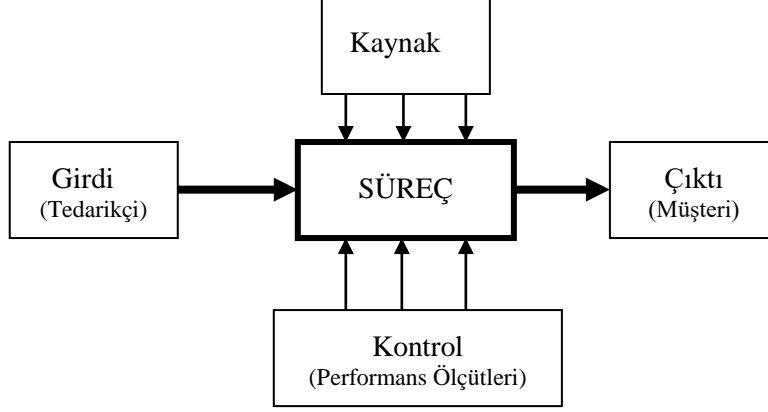 Kaynak
Girdi
(Tedarikçi)
SÜREÇ
Çıktı
(Müşteri)
Kontrol
(Performans Ölçütleri)